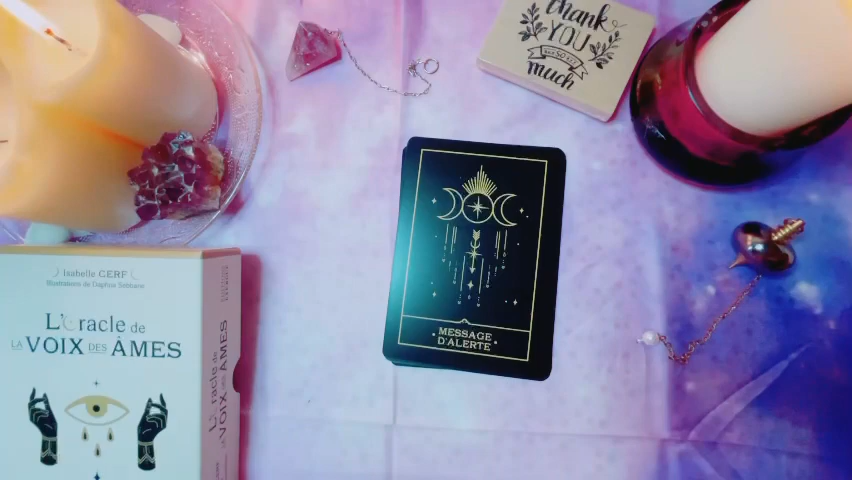 thank
YOU
much
MESSAGE
D'ALERTE
Isabelle CERF
Illustrations de Daphna Sebbane
L'Oracle de
LA VOIX DES ÂMES
L'Oracle de
LA VOIX DES ÂMES